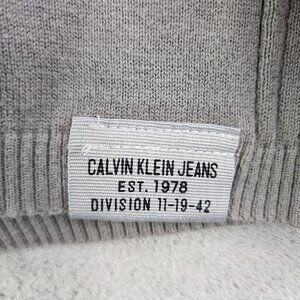 CALVIN KLEIN JEANS
EST. 1978
DIVISION 11-19-42